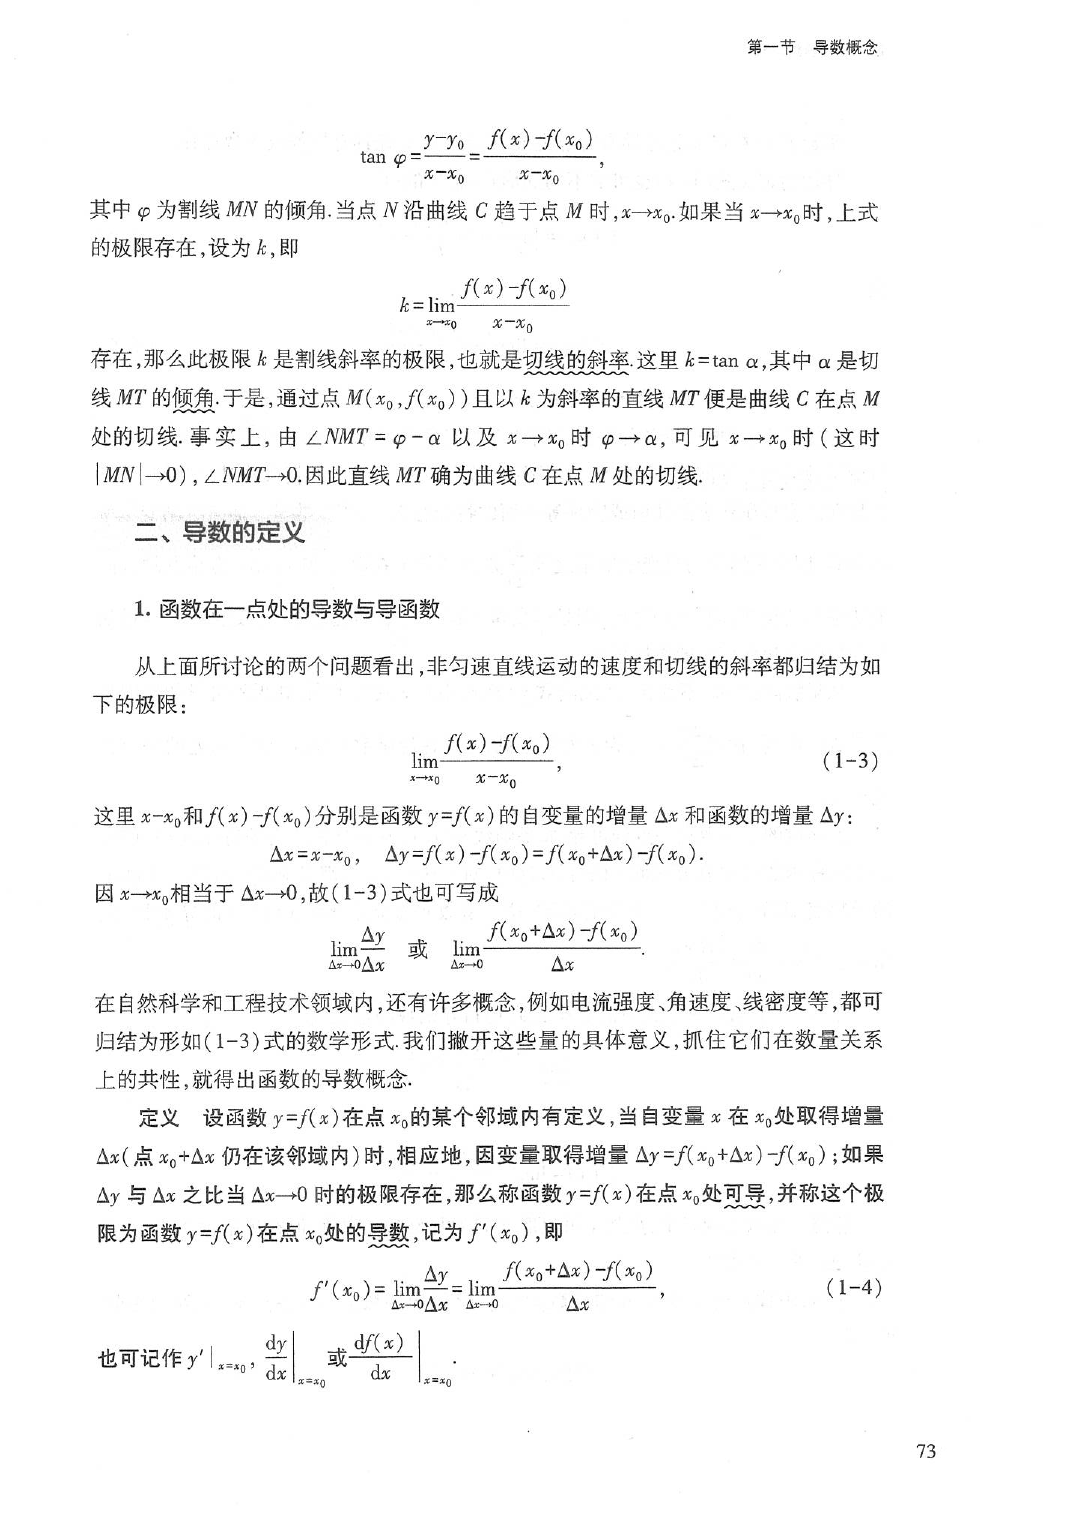 第一节 导数概念
tan φ=\frac{y-y₀}{x-x₀}=\frac{f(x)-f(x₀)}{x-x₀},
其中 φ 为割线 MN 的倾角.当点 N 沿曲线 C 趋于点 M 时,x→x₀.如果当 x→x₀时,上式
的极限存在,设为 k,即
k=\lim_{x→x₀}\frac{f(x)-f(x₀)}{x-x₀}
存在,那么此极限 k 是割线斜率的极限,也就是切线的斜率.这里 k=tan α,其中 α 是切
线 MT 的倾角.于是,通过点 M(x₀,f(x₀))且以 k 为斜率的直线 MT 便是曲线 C 在点 M
处的切线.事实上,由 ∠NMT=φ-α 以及 x→x₀ 时 φ→α,可见 x→x₀ 时(这时
|MN|→0),∠NMT→0.因此直线 MT 确为曲线 C 在点 M 处的切线.
二、导数的定义
1. 函数在一点处的导数与导函数
从上面所讨论的两个问题看出,非匀速直线运动的速度和切线的斜率都归结为如
下的极限:
\lim_{x→x₀}\frac{f(x)-f(x₀)}{x-x₀}, (1-3)
这里 x-x₀和 f(x)-f(x₀)分别是函数 y=f(x)的自变量的增量 Δx 和函数的增量 Δy:
Δx=x-x₀, Δy=f(x)-f(x₀)=f(x₀+Δx)-f(x₀).
因 x→x₀相当于 Δx→0,故(1-3)式也可写成
\lim_{Δx→0}\frac{Δy}{Δx} 或 \lim_{Δx→0}\frac{f(x₀+Δx)-f(x₀)}{Δx}.
在自然科学和工程技术领域内,还有许多概念,例如电流强度、角速度、线密度等,都可
归结为形如(1-3)式的数学形式.我们撇开这些量的具体意义,抓住它们在数量关系
上的共性,就得出函数的导数概念.
定义 设函数 y=f(x)在点 x₀的某个邻域内有定义,当自变量 x 在 x₀处取得增量
Δx(点 x₀+Δx 仍在该邻域内)时,相应地,因变量取得增量 Δy=f(x₀+Δx)-f(x₀);如果
Δy 与 Δx 之比当 Δx→0 时的极限存在,那么称函数 y=f(x)在点 x₀处可导,并称这个极
限为函数 y=f(x)在点 x₀处的导数,记为 f′(x₀),即
f′(x₀)=\lim_{Δx→0}\frac{Δy}{Δx}=\lim_{Δx→0}\frac{f(x₀+Δx)-f(x₀)}{Δx}, (1-4)
也可记作 y′|_{x=x₀}, \frac{dy}{dx}|_{x=x₀} 或 \frac{df(x)}{dx}|_{x=x₀}.
73